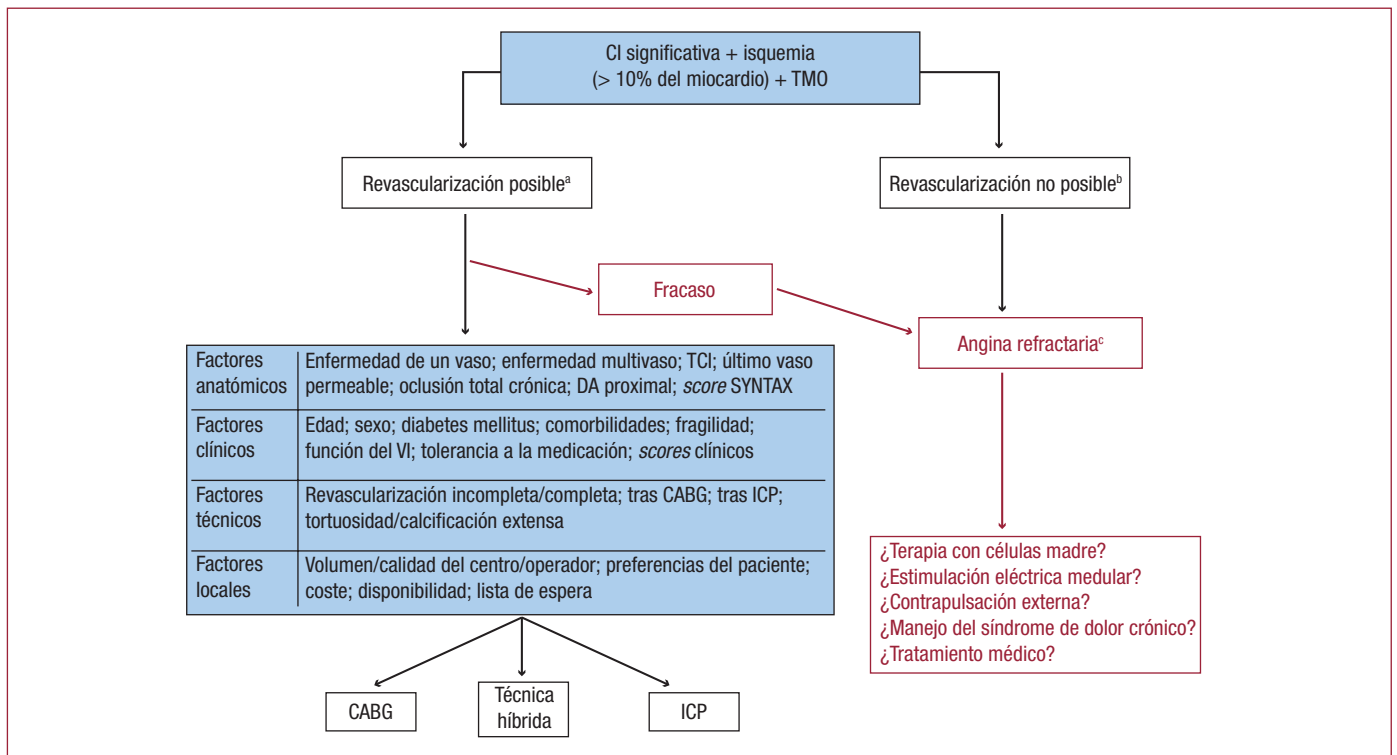 CI significativa + isquemia
(> 10% del miocardio) + TMO
Revascularización posibleᵃ
Revascularización no posibleᵇ
Fracaso
Angina refractariaᶜ
Factores anatómicos
Enfermedad de un vaso; enfermedad multivaso; TCI; último vaso
permeable; oclusión total crónica; DA proximal; score SYNTAX
Factores clínicos
Edad; sexo; diabetes mellitus; comorbilidades; fragilidad;
función del VI; tolerancia a la medicación; scores clínicos
Factores técnicos
Revascularización incompleta/completa; tras CABG; tras ICP;
tortuosidad/calcificación extensa
Factores locales
Volumen/calidad del centro/operador; preferencias del paciente;
coste; disponibilidad; lista de espera
¿Terapia con células madre?
¿Estimulación eléctrica medular?
¿Contrapulsación externa?
¿Manejo del síndrome de dolor crónico?
¿Tratamiento médico?
CABG
Técnica
híbrida
ICP